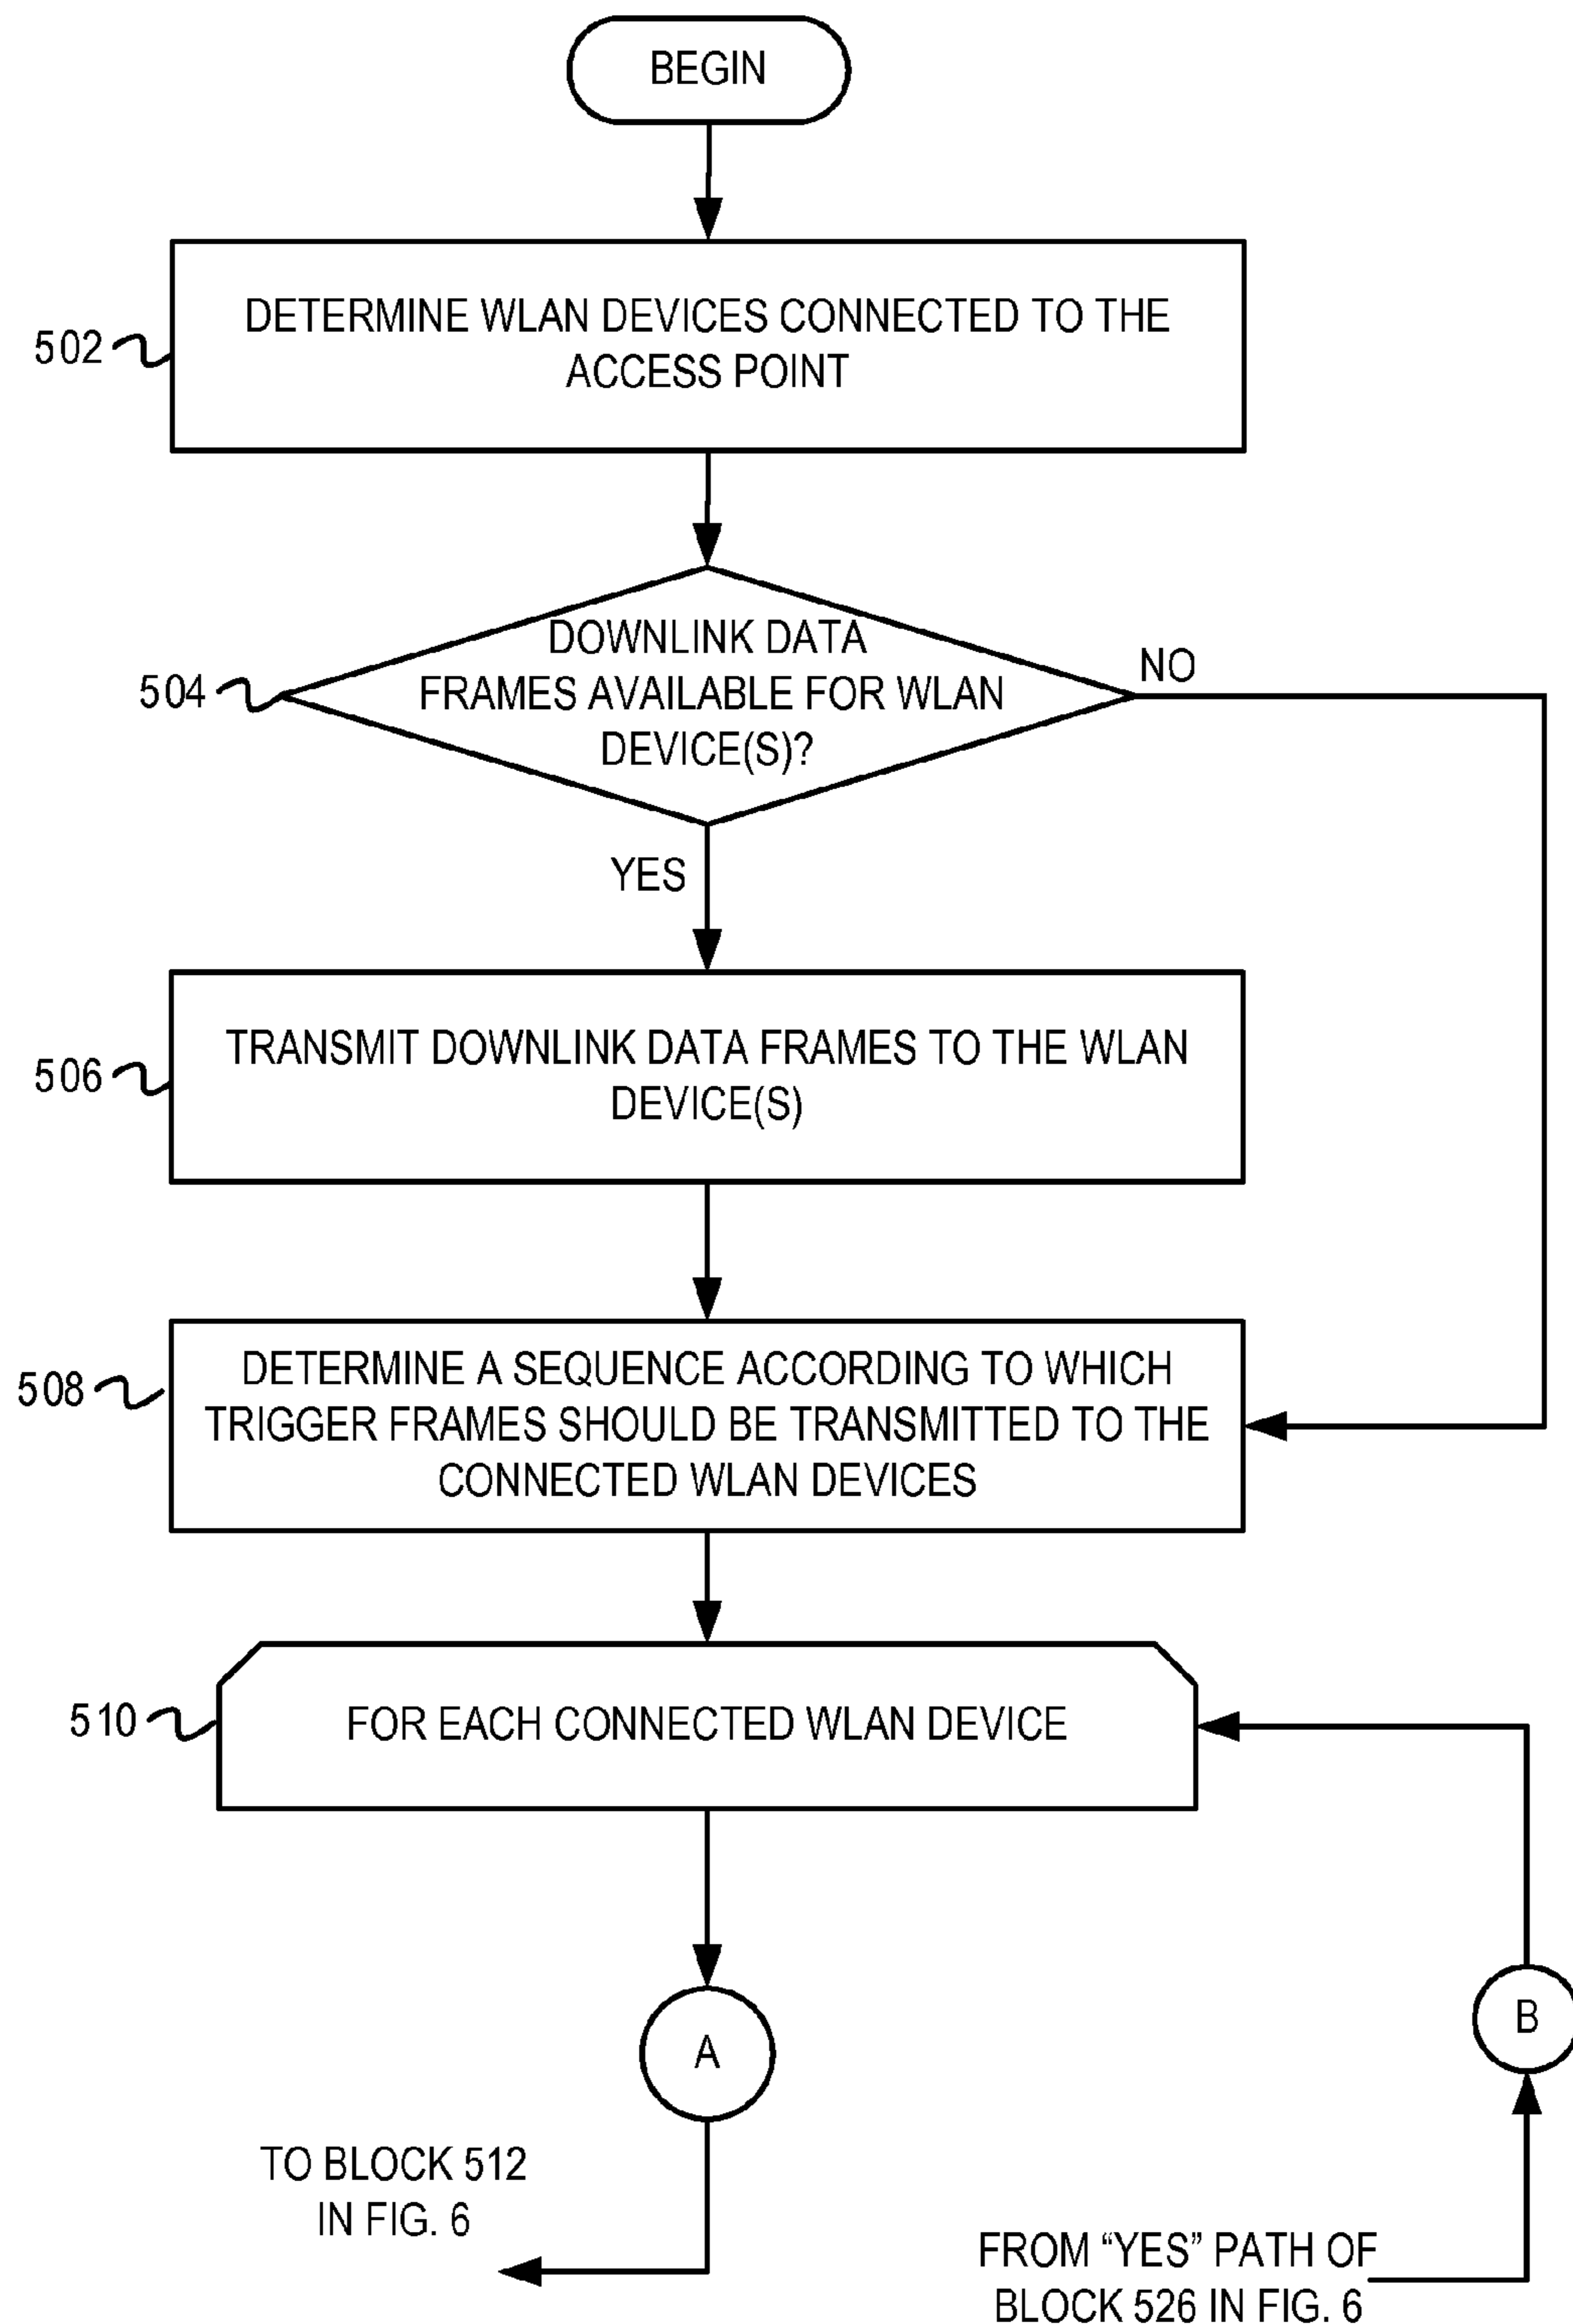 BEGIN
502
DETERMINE WLAN DEVICES CONNECTED TO THE
ACCESS POINT
504
DOWNLINK DATA
FRAMES AVAILABLE FOR WLAN
DEVICE(S)?
NO
YES
506
TRANSMIT DOWNLINK DATA FRAMES TO THE WLAN
DEVICE(S)
508
DETERMINE A SEQUENCE ACCORDING TO WHICH
TRIGGER FRAMES SHOULD BE TRANSMITTED TO THE
CONNECTED WLAN DEVICES
510
FOR EACH CONNECTED WLAN DEVICE
B
A
TO BLOCK 512
IN FIG. 6
FROM “YES” PATH OF
BLOCK 526 IN FIG. 6